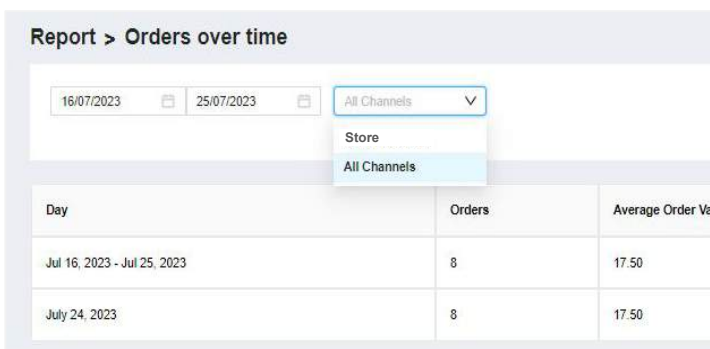 Report > Orders over time
16/07/2023 25/07/2023 All Channels
Store
All Channels
Day Orders Average Order Va
Jul 16, 2023 - Jul 25, 2023 8 17.50
July 24, 2023 8 17.50